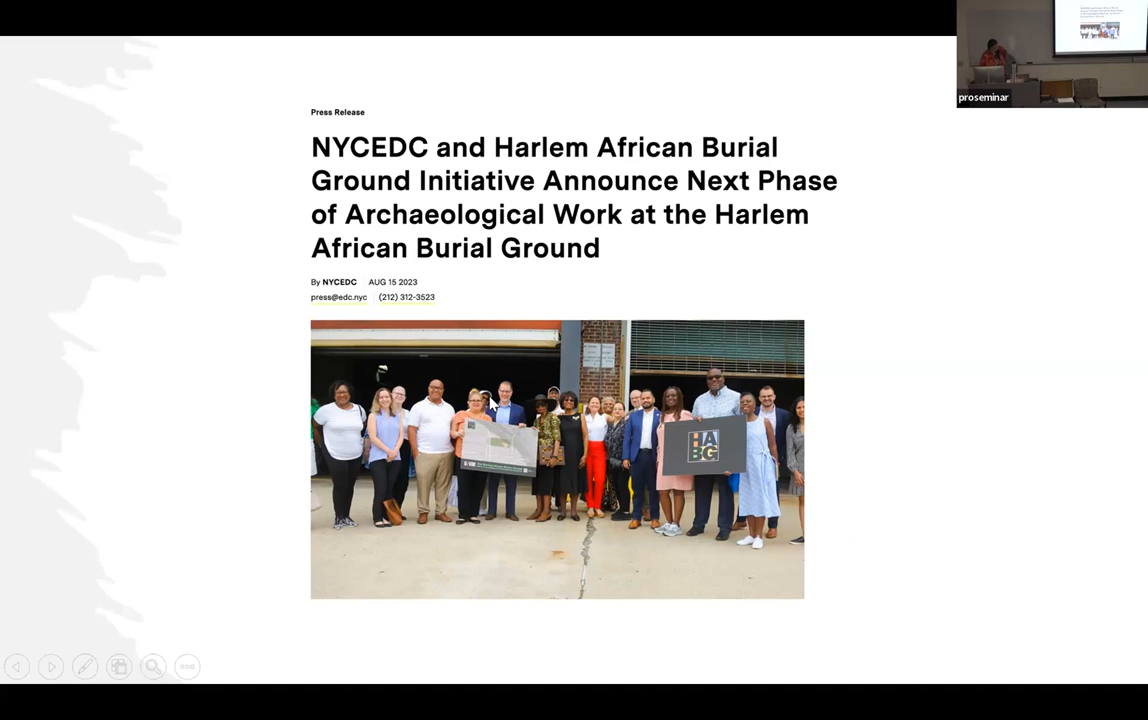 Press Release
NYCEDC and Harlem African Burial
Ground Initiative Announce Next Phase
of Archaeological Work at the Harlem
African Burial Ground
By NYCEDC AUG 15 2023
press@edc.nyc (212) 312-3523
HA
BG
proseminar